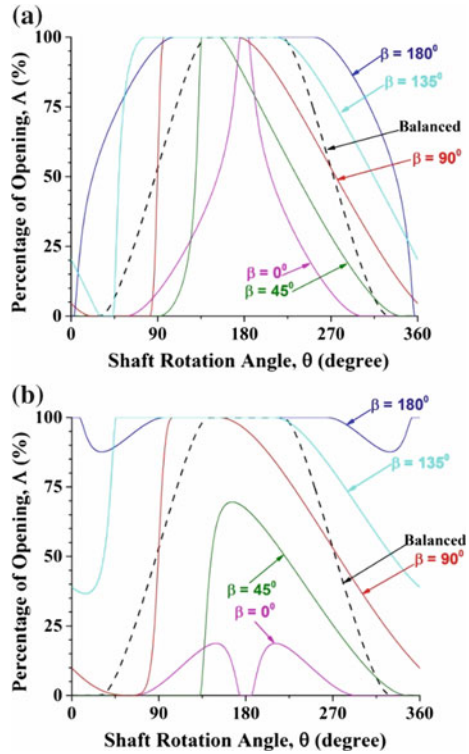 (a)
100
75
50
25
0
Percentage of Opening, Λ (%)
β = 180⁰
β = 135⁰
Balanced
β = 90⁰
β = 0⁰
β = 45⁰
0 90 180 270 360
Shaft Rotation Angle, θ (degree)
(b)
100
75
50
25
0
Percentage of Opening, Λ (%)
β = 180⁰
β = 135⁰
Balanced
β = 90⁰
β = 45⁰
β = 0⁰
0 90 180 270 360
Shaft Rotation Angle, θ (degree)